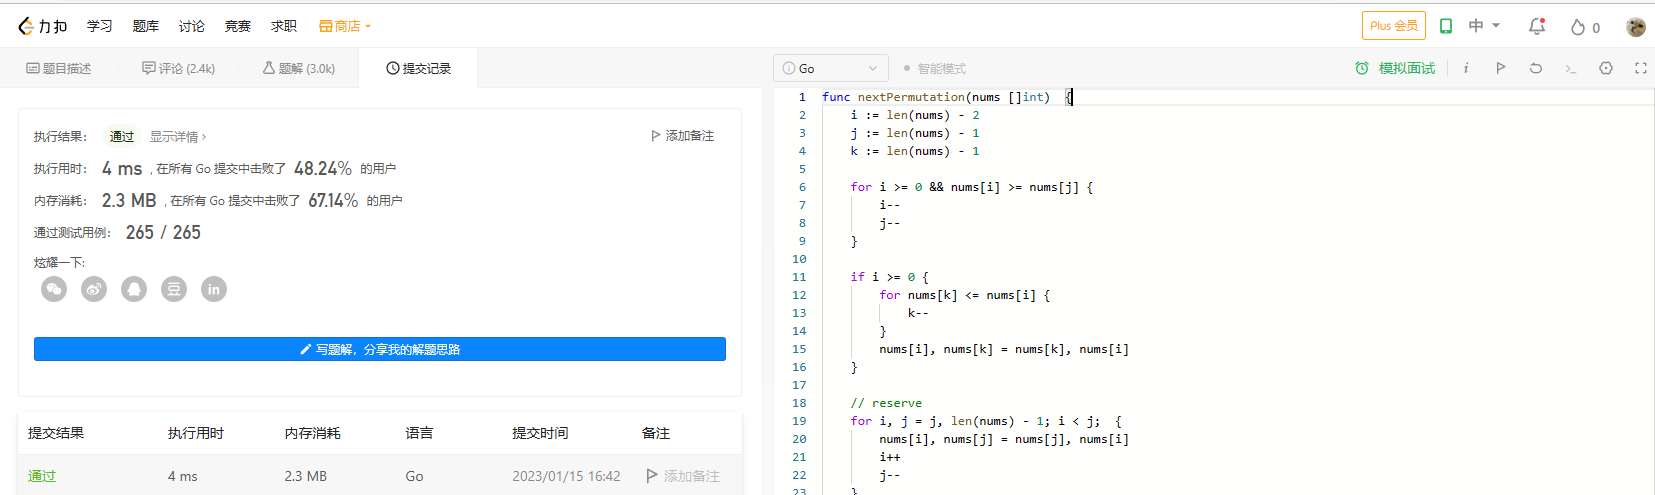 力扣 学习 题库 讨论 竞赛 求职 商店 Plus 会员 中 0
题目描述 评论 (2.4k) 题解 (3.0k) 提交记录
i Go 智能模式 模拟面试 i
执行结果： 通过 显示详情 › 添加备注
执行用时： 4 ms , 在所有 Go 提交中击败了 48.24% 的用户
内存消耗： 2.3 MB , 在所有 Go 提交中击败了 67.14% 的用户
通过测试用例： 265 / 265
炫耀一下:
豆 in
写题解，分享我的解题思路
提交结果 执行用时 内存消耗 语言 提交时间 备注
通过 4 ms 2.3 MB Go 2023/01/15 16:42 添加备注
1 func nextPermutation(nums []int)  {
2     i := len(nums) - 2
3     j := len(nums) - 1
4     k := len(nums) - 1
5
6     for i >= 0 && nums[i] >= nums[j] {
7         i--
8         j--
9     }
10
11     if i >= 0 {
12         for nums[k] <= nums[i] {
13             k--
14         }
15         nums[i], nums[k] = nums[k], nums[i]
16     }
17
18     // reserve
19     for i, j = j, len(nums) - 1; i < j;  {
20         nums[i], nums[j] = nums[j], nums[i]
21         i++
22         j--
23     }